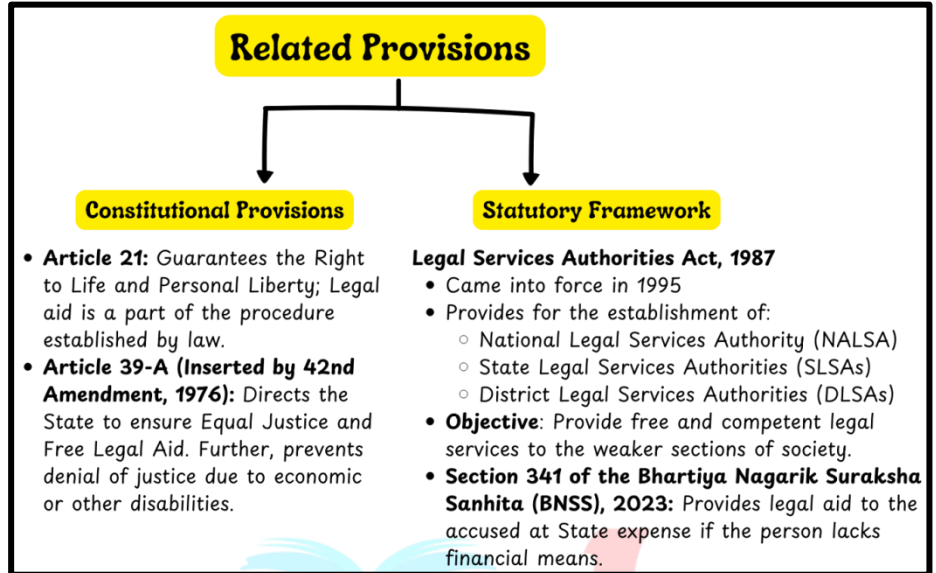 Related Provisions
Constitutional Provisions
• Article 21: Guarantees the Right
to Life and Personal Liberty; Legal
aid is a part of the procedure
established by law.
• Article 39-A (Inserted by 42nd
Amendment, 1976): Directs the
State to ensure Equal Justice and
Free Legal Aid. Further, prevents
denial of justice due to economic
or other disabilities.
Statutory Framework
Legal Services Authorities Act, 1987
• Came into force in 1995
• Provides for the establishment of:
○ National Legal Services Authority (NALSA)
○ State Legal Services Authorities (SLSAs)
○ District Legal Services Authorities (DLSAs)
• Objective: Provide free and competent legal
services to the weaker sections of society.
• Section 341 of the Bhartiya Nagarik Suraksha
Sanhita (BNSS), 2023: Provides legal aid to the
accused at State expense if the person lacks
financial means.